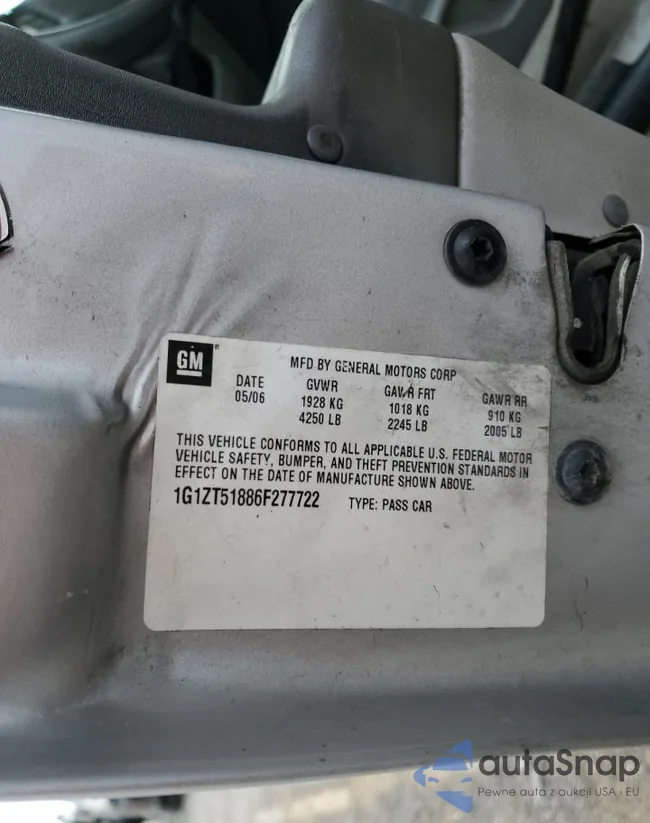 GM
MFD BY GENERAL MOTORS CORP
DATE GVWR GAWR FRT GAWR RR
05/06 1928 KG 1018 KG 910 KG
4250 LB 2245 LB 2005 LB
THIS VEHICLE CONFORMS TO ALL APPLICABLE U.S. FEDERAL MOTOR
VEHICLE SAFETY, BUMPER, AND THEFT PREVENTION STANDARDS IN
EFFECT ON THE DATE OF MANUFACTURE SHOWN ABOVE.
1G1ZT51886F277722 TYPE: PASS CAR
autaSnap
Pewne auta z aukcji USA i EU